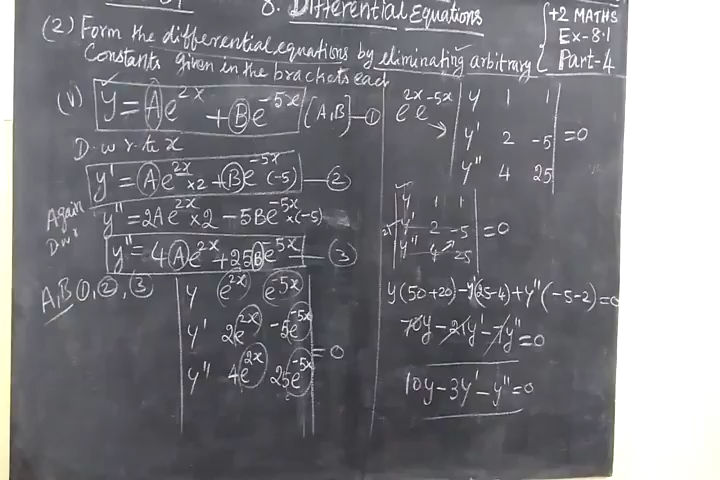 8. Differential Equations
{+2 MATHS
Ex-8.1
Part-4
(2) Form the differential equations by eliminating arbitrary
Constants given in the brackets each
(v) y = Ae^2x + Be^-5x [A,B] —①
D.w.r.to x
y' = Ae^2x ×2 + Be^-5x (-5) —②
Again
D.w.r
y'' = 2Ae^2x ×2 - 5Be^-5x ×(-5)
y'' = 4Ae^2x + 25Be^-5x —③
A,B ①,②,③
| y e^2x e^-5x |
| y' 2e^2x -5e^-5x | = 0
| y'' 4e^2x 25e^-5x |
e^2x e^-5x → | y 1 1 |
| y' 2 -5 | = 0
| y'' 4 25 |
| y 1 1 |
| y' 2 -5 | = 0
| y'' 4 25 |
y(50+20) - y'(25-4) + y''(-5-2) = 0
70y - 21y' - 7y'' = 0
10y - 3y' - y'' = 0